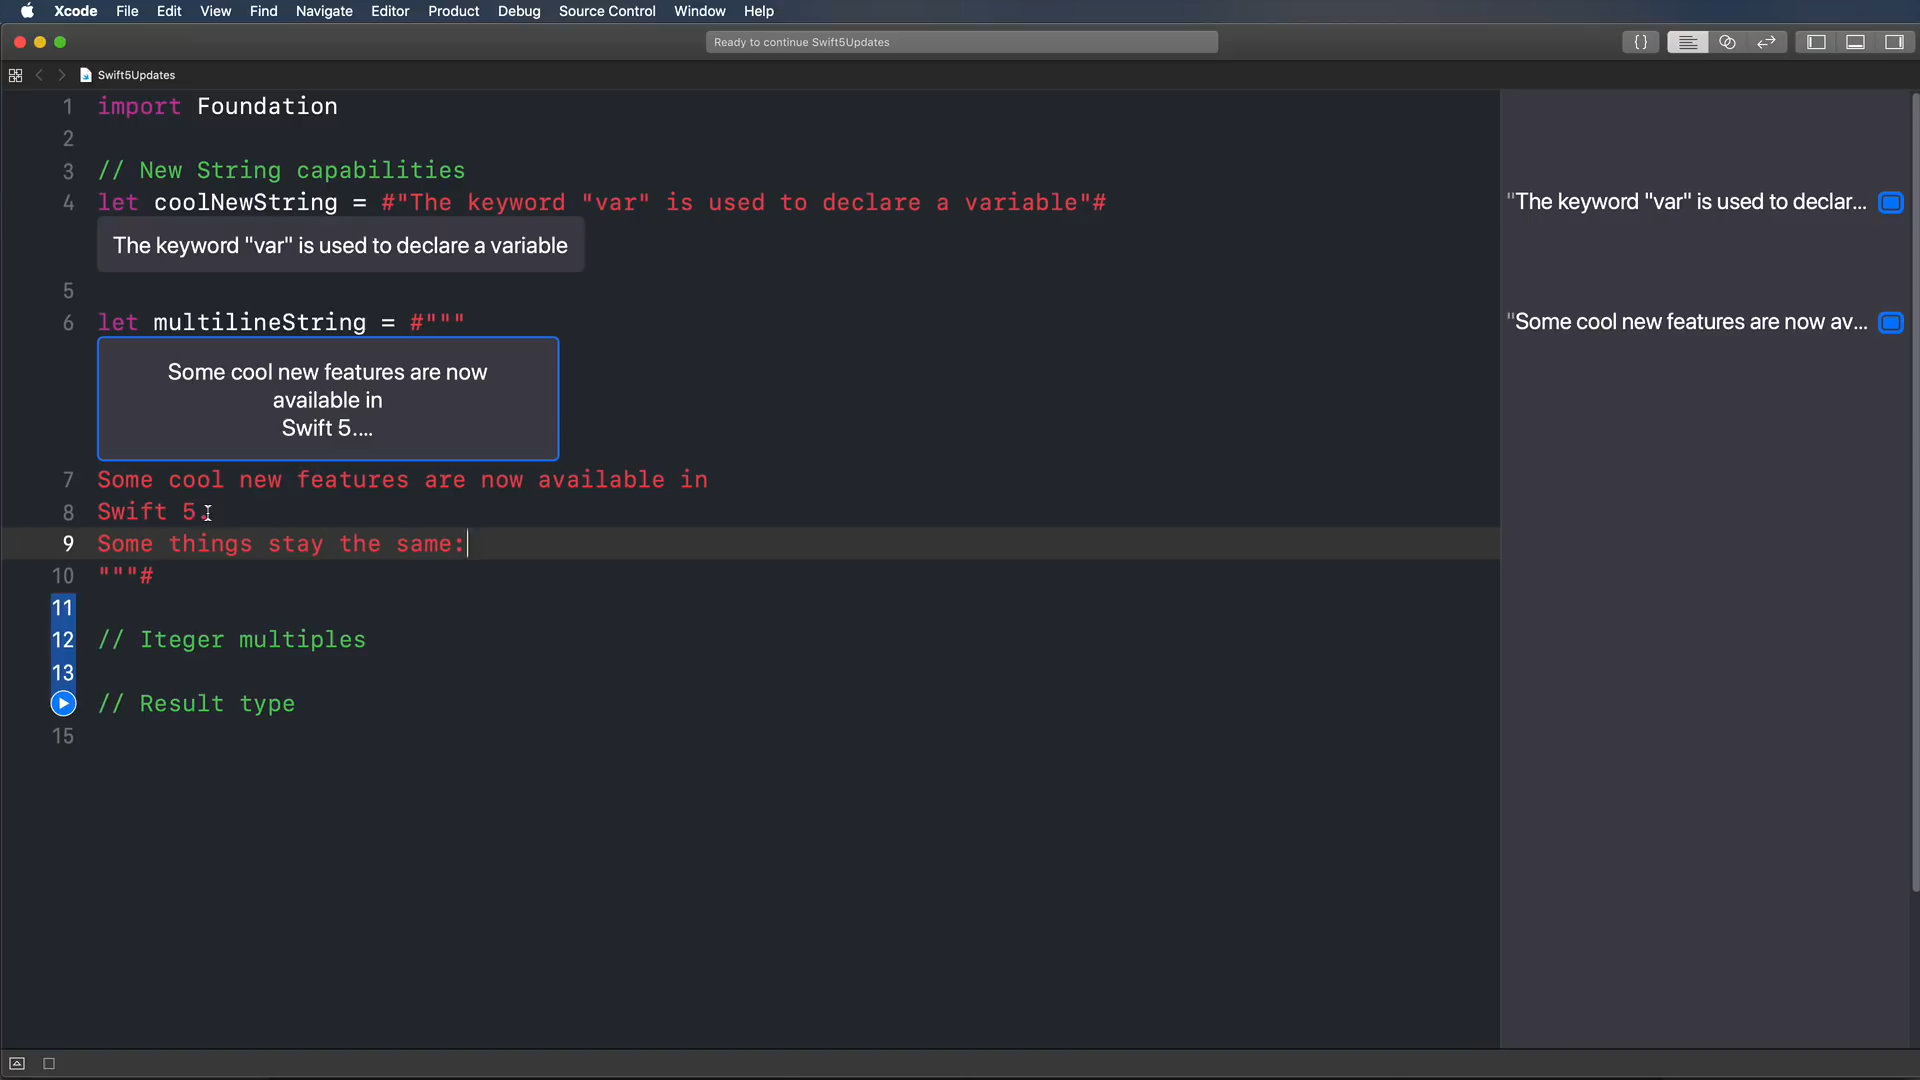 Xcode File Edit View Find Navigate Editor Product Debug Source Control Window Help
Ready to continue Swift5Updates
{}
Swift5Updates
1 import Foundation
2
3 // New String capabilities
4 let coolNewString = #"The keyword "var" is used to declare a variable"#
"The keyword "var" is used to declar...
The keyword "var" is used to declare a variable
5
6 let multilineString = #"""
"Some cool new features are now av...
Some cool new features are now
available in
Swift 5....
7 Some cool new features are now available in
8 Swift 5.
9 Some things stay the same:
10 """#
11
12 // Iteger multiples
13
// Result type
15